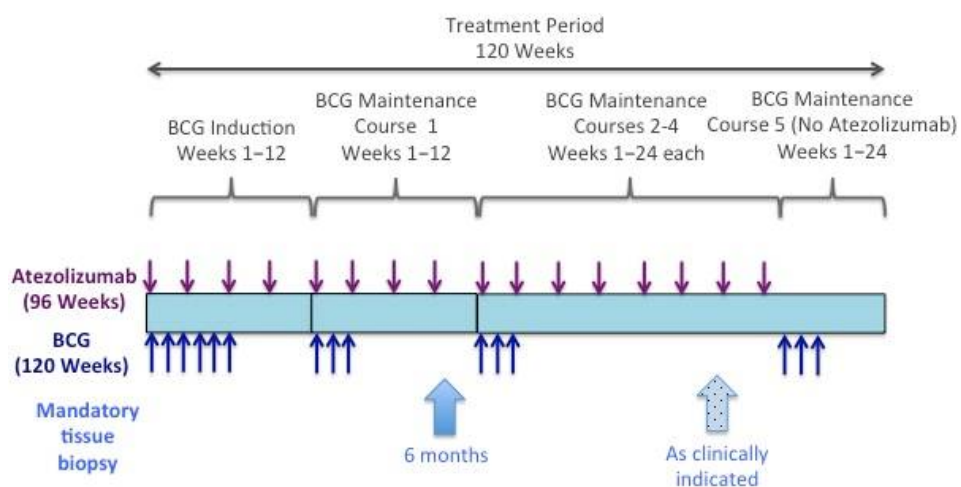 Treatment Period
120 Weeks
BCG Induction
Weeks 1–12
BCG Maintenance
Course 1
Weeks 1–12
BCG Maintenance
Courses 2-4
Weeks 1–24 each
BCG Maintenance
Course 5 (No Atezolizumab)
Weeks 1–24
Atezolizumab
(96 Weeks)
BCG
(120 Weeks)
Mandatory
tissue
biopsy
6 months
As clinically
indicated